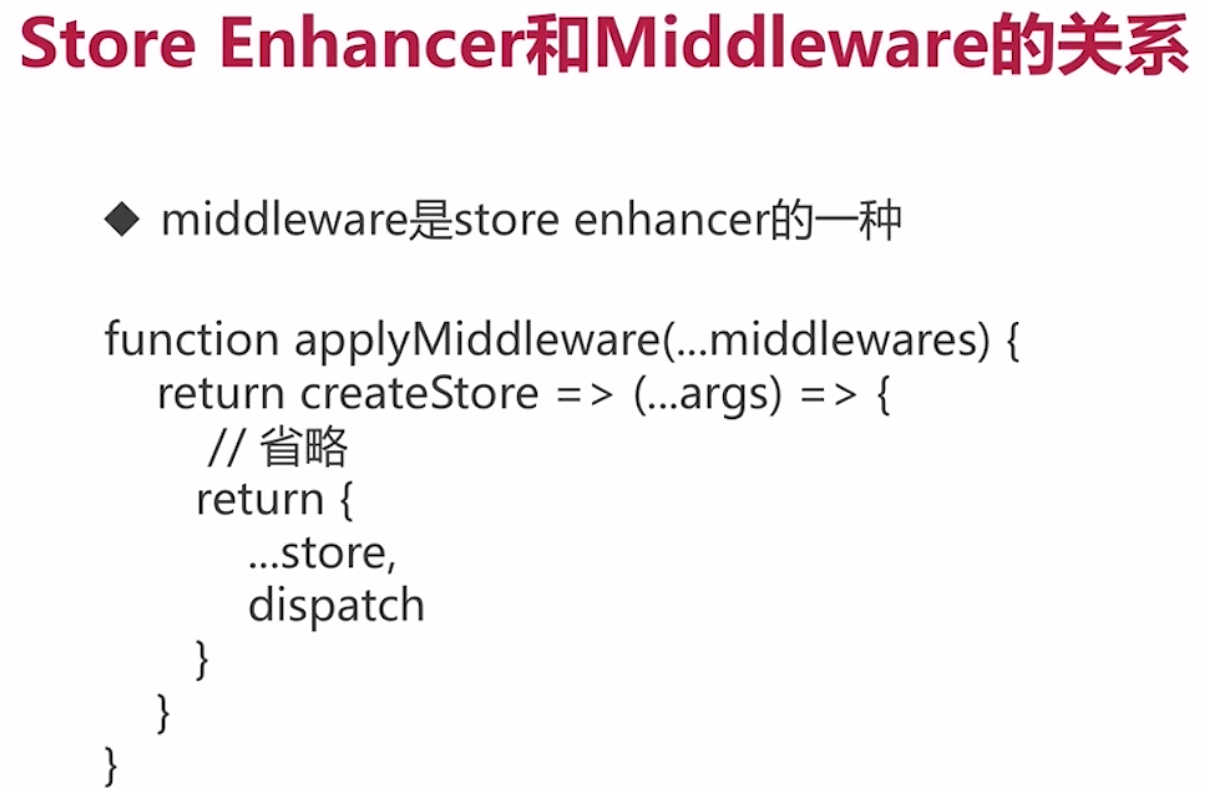 Store Enhancer和Middleware的关系
◆ middleware是store enhancer的一种
function applyMiddleware(...middlewares) {
return createStore => (...args) => {
// 省略
return {
...store,
dispatch
}
}
}